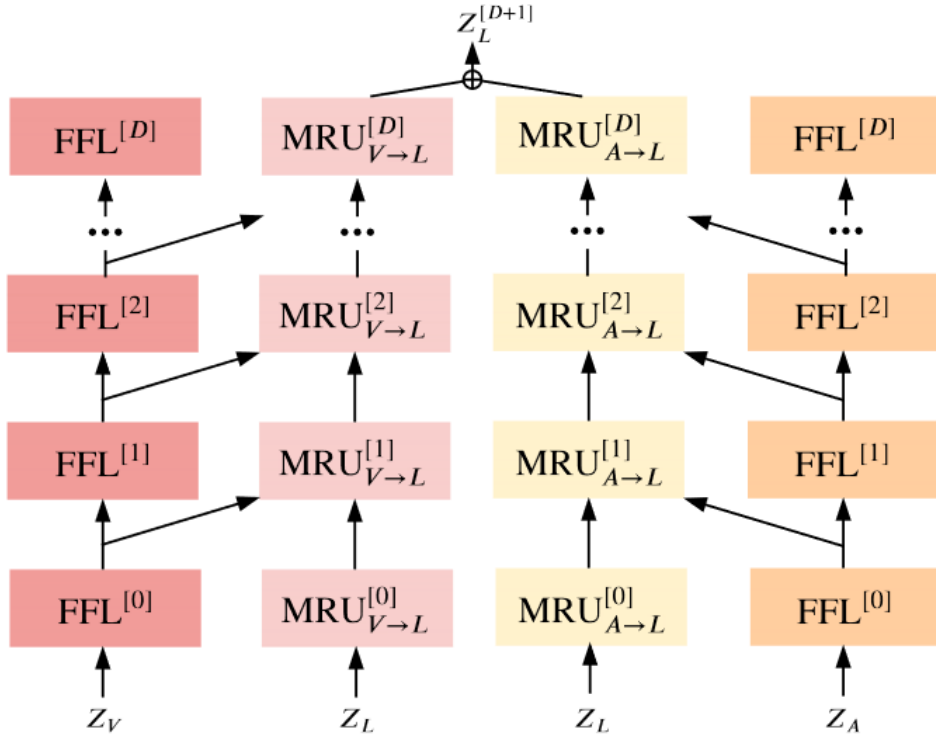 Z_L^{[D+1]}
⊕
FFL^{[D]} MRU_{V→L}^{[D]} MRU_{A→L}^{[D]} FFL^{[D]}
••• ••• ••• •••
FFL^{[2]} MRU_{V→L}^{[2]} MRU_{A→L}^{[2]} FFL^{[2]}
FFL^{[1]} MRU_{V→L}^{[1]} MRU_{A→L}^{[1]} FFL^{[1]}
FFL^{[0]} MRU_{V→L}^{[0]} MRU_{A→L}^{[0]} FFL^{[0]}
Z_V Z_L Z_L Z_A